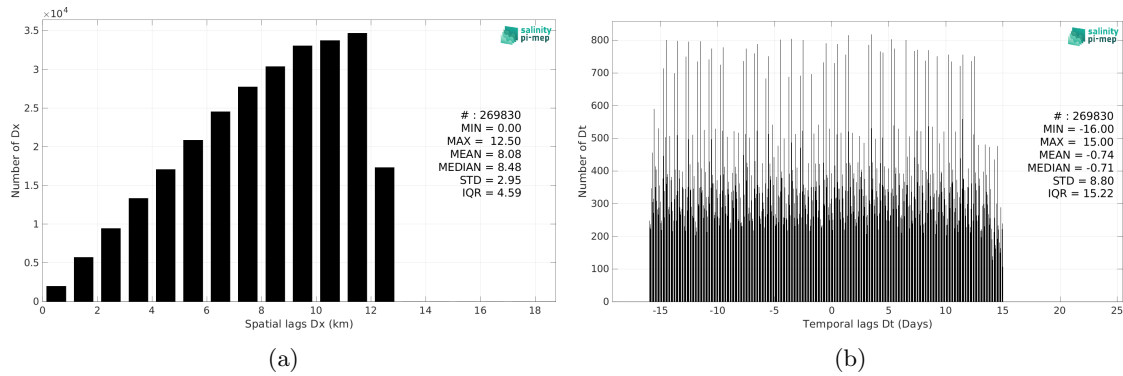 ×10⁴
3.5
3
2.5
2
1.5
1
0.5
0
Number of Dx
0 2 4 6 8 10 12 14 16 18
Spatial lags Dx (km)
salinity
pi-mep
# : 269830
MIN = 0.00
MAX = 12.50
MEAN = 8.08
MEDIAN = 8.48
STD = 2.95
IQR = 4.59
(a)
800
700
600
500
400
300
200
100
0
Number of Dt
-15 -10 -5 0 5 10 15 20 25
Temporal lags Dt (Days)
salinity
pi-mep
# : 269830
MIN = -16.00
MAX = 15.00
MEAN = -0.74
MEDIAN = -0.71
STD = 8.80
IQR = 15.22
(b)